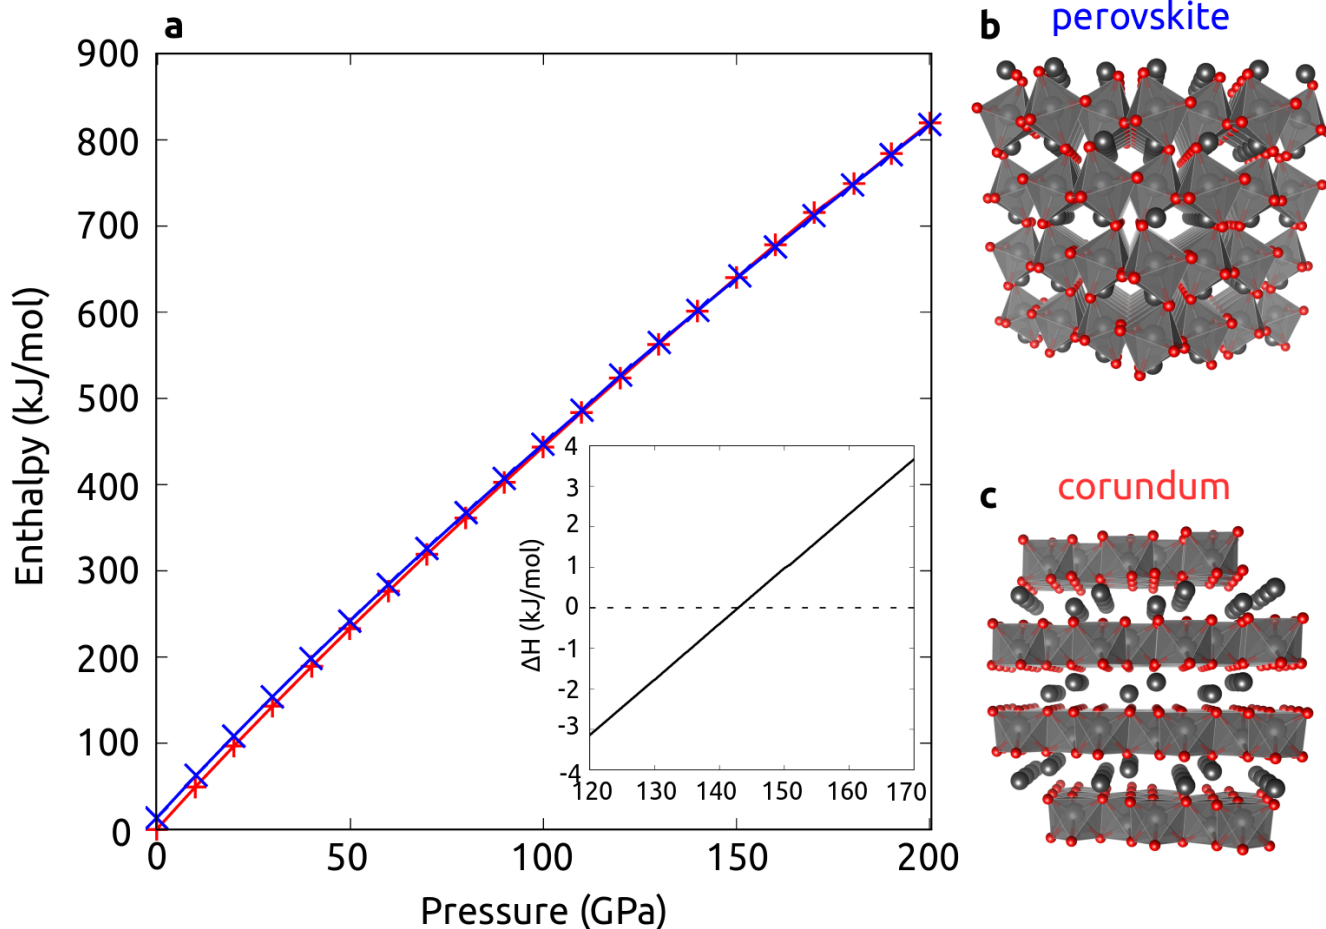 a
900
800
700
600
500
400
300
200
100
0
Enthalpy (kJ/mol)
0 50 100 150 200
Pressure (GPa)
4
3
2
1
0
-1
-2
-3
-4
ΔH (kJ/mol)
120 130 140 150 160 170
b perovskite
c corundum